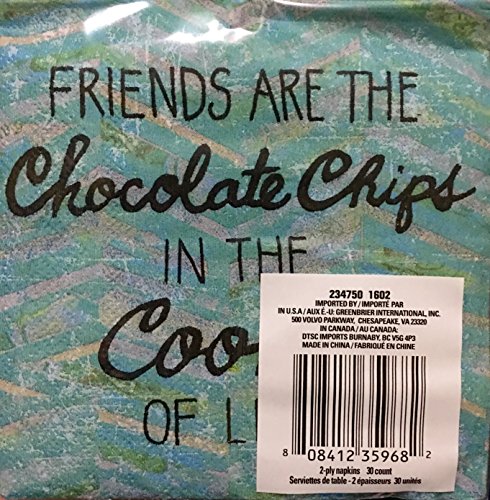 FRIENDS ARE THE
Chocolate Chips
IN THE
Coo
OF L
234750 1602
IMPORTED BY / IMPORTÉ PAR
IN U.S.A / AUX É.-U: GREENBRIER INTERNATIONAL, INC.
500 VOLVO PARKWAY, CHESAPEAKE, VA 23320
IN CANADA / AU CANADA:
DTSC IMPORTS BURNABY, BC V5G 4P3
MADE IN CHINA / FABRIQUÉ EN CHINE
8 08412 35968 2
2-ply napkins 30 count
Serviettes de table - 2 épaisseurs 30 unités